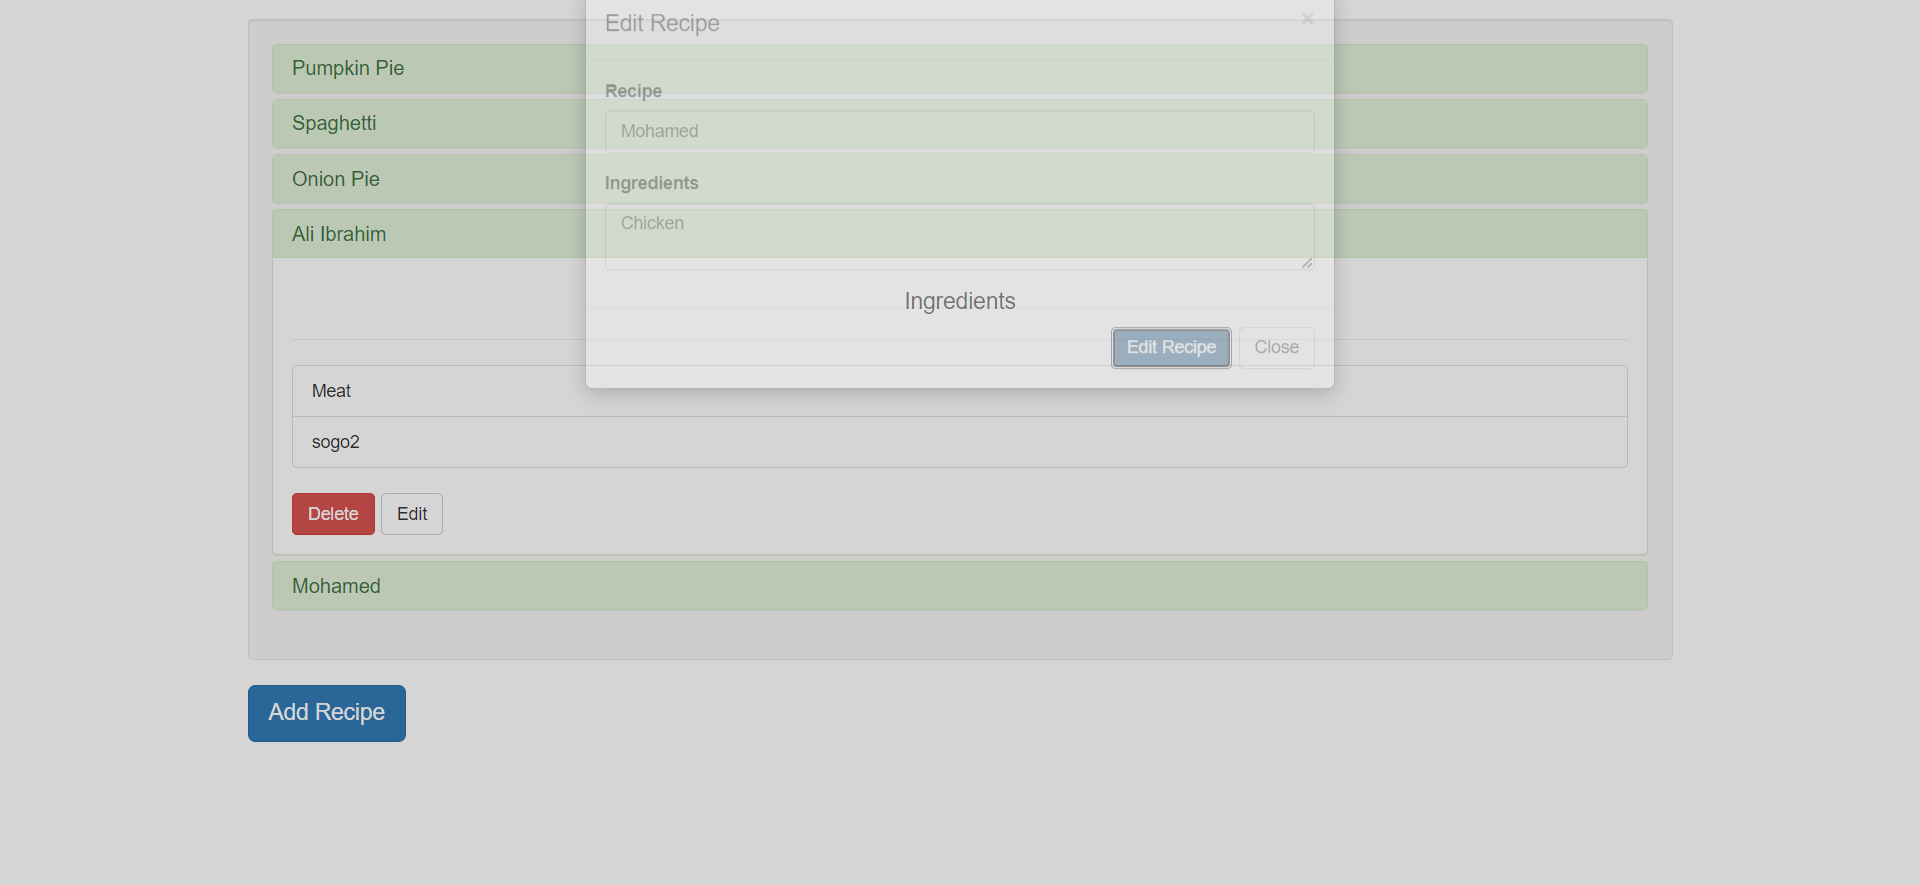 Edit Recipe ×
Pumpkin Pie
Recipe
Spaghetti
Mohamed
Onion Pie
Ingredients
Chicken
Ali Ibrahim
Ingredients
Edit Recipe Close
Meat
sogo2
Delete Edit
Mohamed
Add Recipe